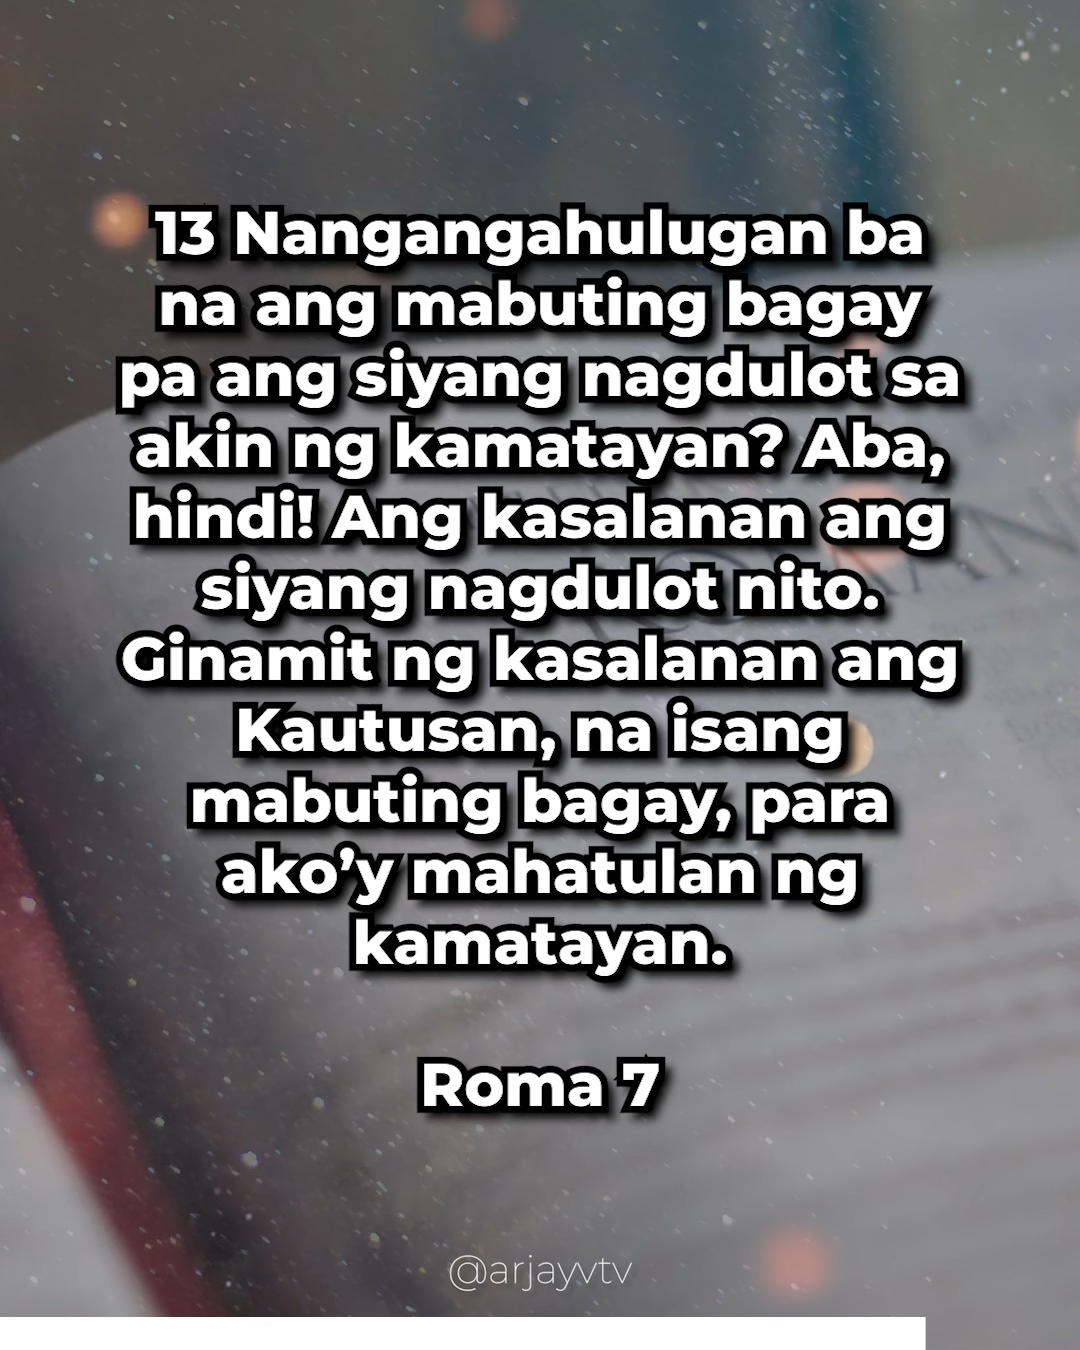 13 Nangangahulugan ba
na ang mabuting bagay
pa ang siyang nagdulot sa
akin ng kamatayan? Aba,
hindi! Ang kasalanan ang
siyang nagdulot nito.
Ginamit ng kasalanan ang
Kautusan, na isang
mabuting bagay, para
ako’y mahatulan ng
kamatayan.
Roma 7
@arjayvtv